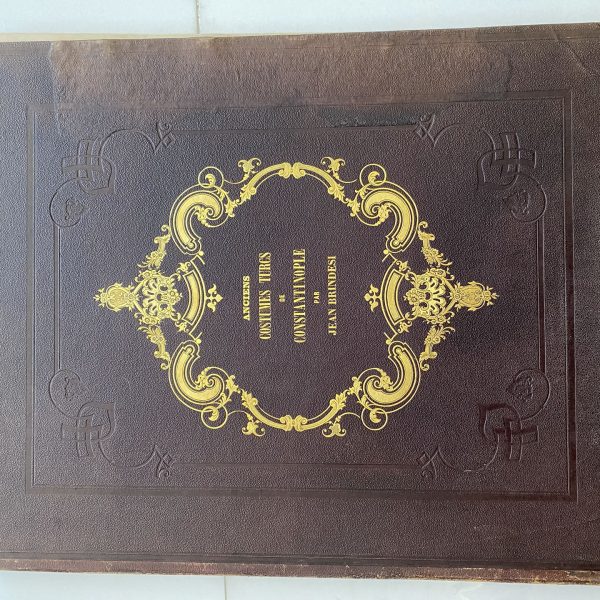 ANCIENS
COSTUMES TURCS
DE
CONSTANTINOPLE
PAR
JEAN BRINDESI